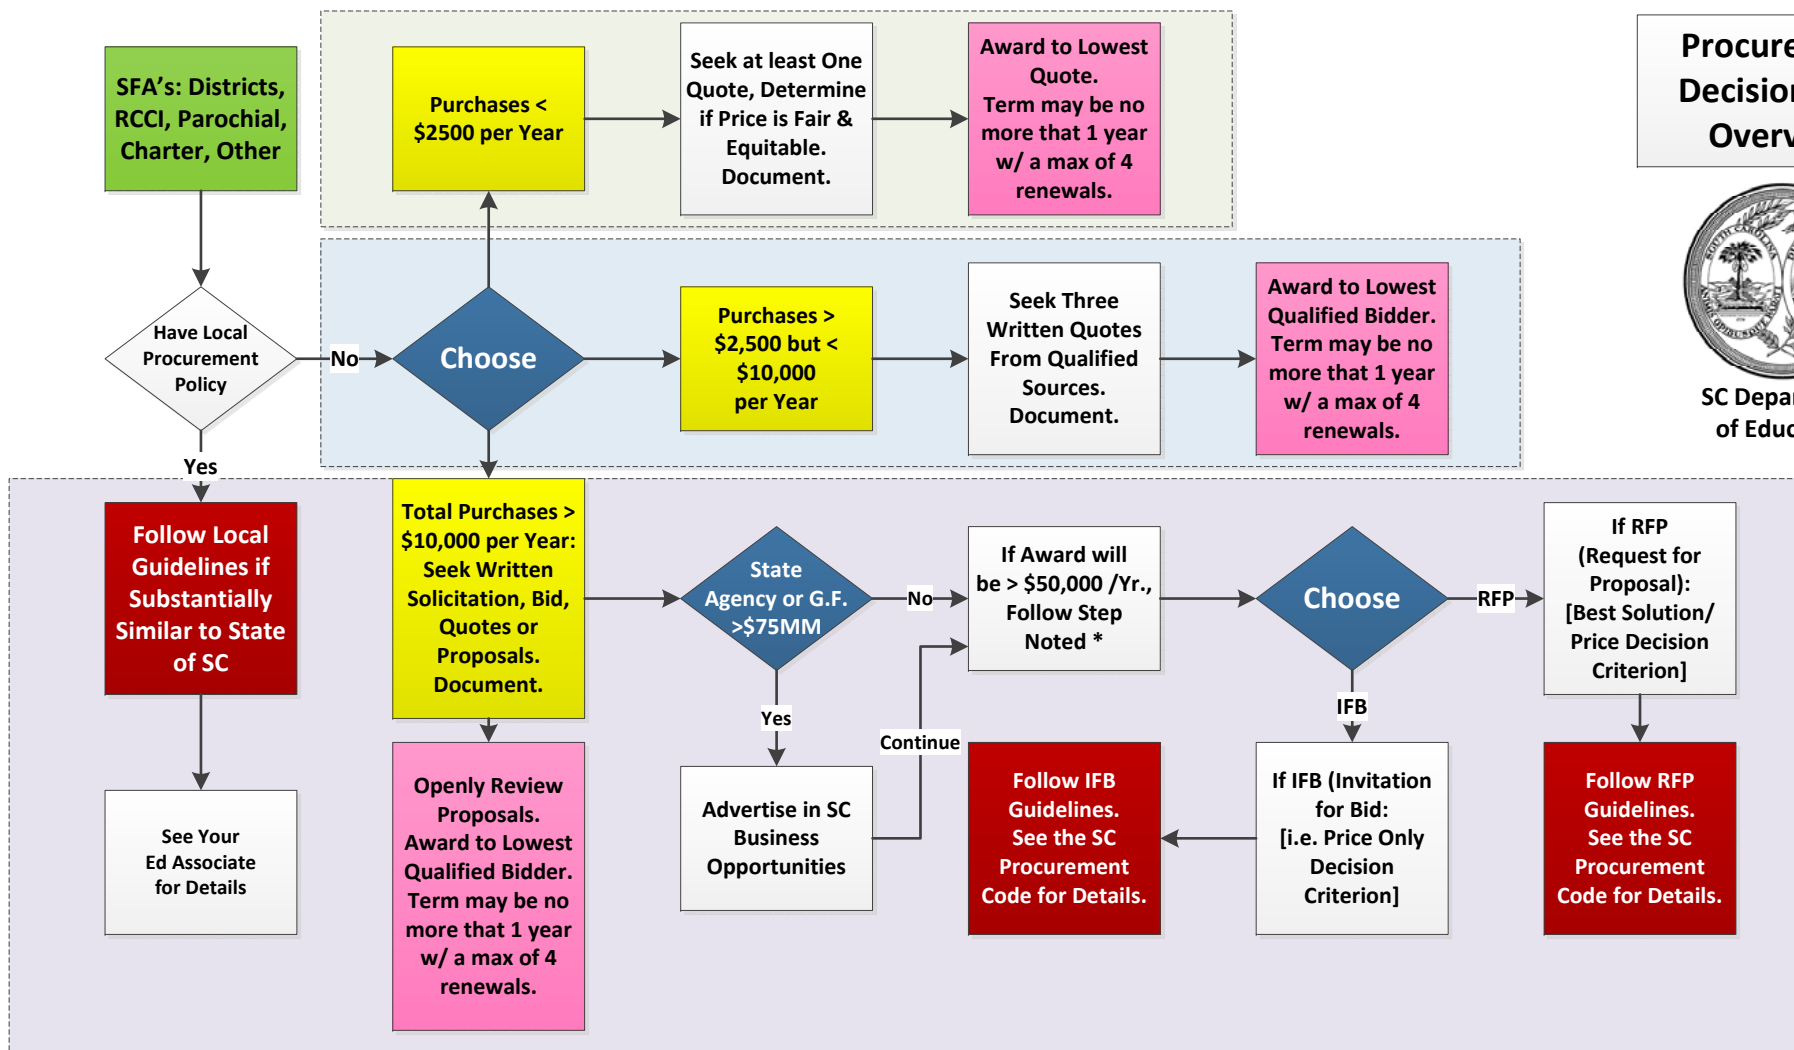 SFA's: Districts,
RCCI, Parochial,
Charter, Other
Purchases <
$2500 per Year
Seek at least One
Quote, Determine
if Price is Fair &
Equitable.
Document.
Award to Lowest
Quote.
Term may be no
more that 1 year
w/ a max of 4
renewals.
Procure
Decision
Overv
SOUTH CAROLINA
SC Depar
of Educ
Have Local
Procurement
Policy
No
Choose
Purchases >
$2,500 but <
$10,000
per Year
Seek Three
Written Quotes
From Qualified
Sources.
Document.
Award to Lowest
Qualified Bidder.
Term may be no
more that 1 year
w/ a max of 4
renewals.
Yes
Follow Local
Guidelines if
Substantially
Similar to State
of SC
See Your
Ed Associate
for Details
Total Purchases >
$10,000 per Year:
Seek Written
Solicitation, Bid,
Quotes or
Proposals.
Document.
Openly Review
Proposals.
Award to Lowest
Qualified Bidder.
Term may be no
more that 1 year
w/ a max of 4
renewals.
State
Agency or G.F.
>$75MM
No
Yes
Advertise in SC
Business
Opportunities
Continue
If Award will
be > $50,000 /Yr.,
Follow Step
Noted *
Choose
RFP
IFB
If RFP
(Request for
Proposal):
[Best Solution/
Price Decision
Criterion]
Follow IFB
Guidelines.
See the SC
Procurement
Code for Details.
If IFB (Invitation
for Bid:
[i.e. Price Only
Decision
Criterion]
Follow RFP
Guidelines.
See the SC
Procurement
Code for Details.